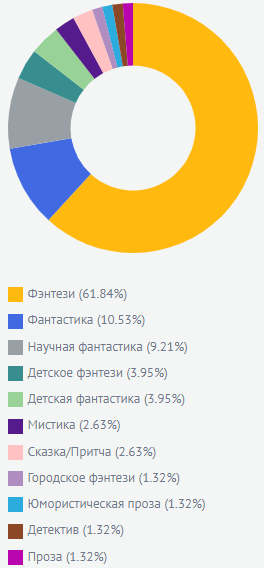 Фэнтези (61.84%)
Фантастика (10.53%)
Научная фантастика (9.21%)
Детское фэнтези (3.95%)
Детская фантастика (3.95%)
Мистика (2.63%)
Сказка/Притча (2.63%)
Городское фэнтези (1.32%)
Юмористическая проза (1.32%)
Детектив (1.32%)
Проза (1.32%)